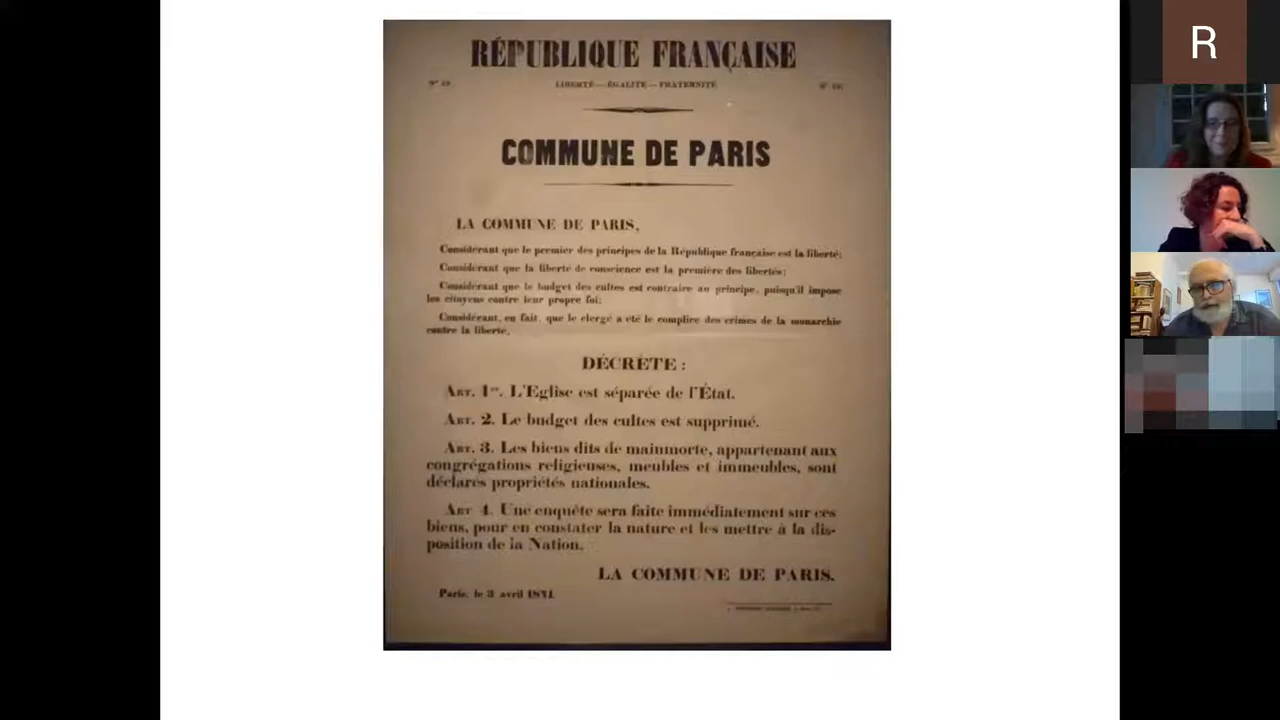 RÉPUBLIQUE FRANÇAISE
LIBERTÉ — ÉGALITÉ — FRATERNITÉ
COMMUNE DE PARIS
LA COMMUNE DE PARIS,
Considérant que le premier des principes de la République française est la liberté;
Considérant que la liberté de conscience est la première des libertés;
Considérant que le budget des cultes est contraire au principe, puisqu'il impose
les citoyens contre leur propre foi;
Considérant, en fait, que le clergé a été le complice des crimes de la monarchie
contre la liberté,
DÉCRÈTE :
ART. 1er. L'Eglise est séparée de l'État.
ART. 2. Le budget des cultes est supprimé.
ART. 3. Les biens dits de mainmorte, appartenant aux
congrégations religieuses, meubles et immeubles, sont
déclarés propriétés nationales.
ART 4. Une enquête sera faite immédiatement sur ces
biens, pour en constater la nature et les mettre à la dis-
position de la Nation.
LA COMMUNE DE PARIS.
Paris, le 3 avril 1871.
R